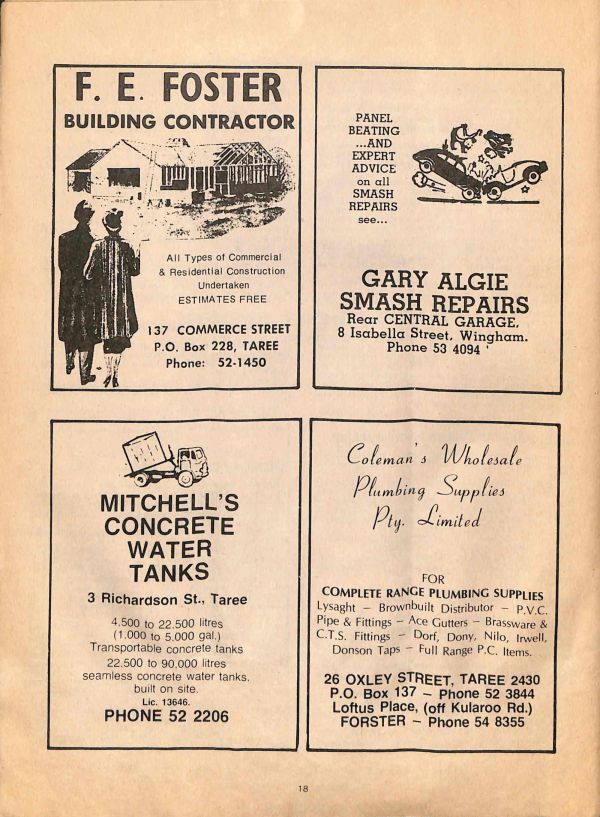 F. E. FOSTER
BUILDING CONTRACTOR
All Types of Commercial
& Residential Construction
Undertaken
ESTIMATES FREE
137 COMMERCE STREET
P.O. Box 228, TAREE
Phone: 52-1450
PANEL
BEATING
...AND
EXPERT
ADVICE
on all
SMASH
REPAIRS
see...
GARY ALGIE
SMASH REPAIRS
Rear CENTRAL GARAGE,
8 Isabella Street, Wingham.
Phone 53 4094
MITCHELL'S
CONCRETE
WATER
TANKS
3 Richardson St., Taree
4,500 to 22,500 litres
(1,000 to 5,000 gal.)
Transportable concrete tanks
22,500 to 90,000 litres
seamless concrete water tanks,
built on site.
Lic. 13646.
PHONE 52 2206
Coleman's Wholesale
Plumbing Supplies
Pty. Limited
FOR
COMPLETE RANGE PLUMBING SUPPLIES
Lysaght – Brownbuilt Distributor – P.V.C.
Pipe & Fittings – Ace Gutters – Brassware &
C.T.S. Fittings – Dorf, Dony, Nilo, Irwell,
Donson Taps – Full Range P.C. Items.
26 OXLEY STREET, TAREE 2430
P.O. Box 137 – Phone 52 3844
Loftus Place, (off Kularoo Rd.)
FORSTER – Phone 54 8355
18